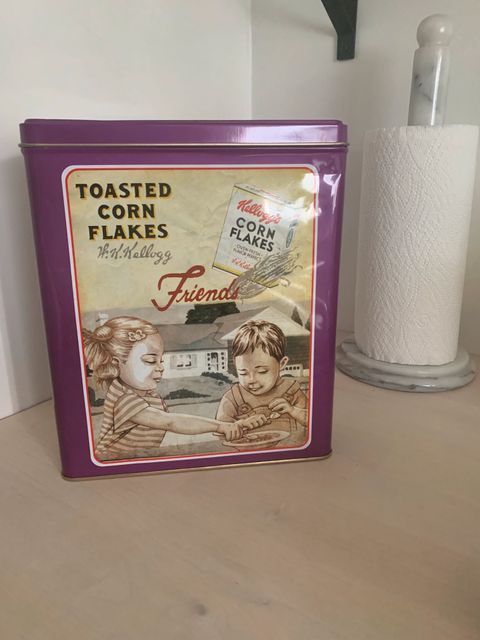 TOASTED
CORN
FLAKES
W.K.Kellogg
Kellogg's
CORN
FLAKES
Friends